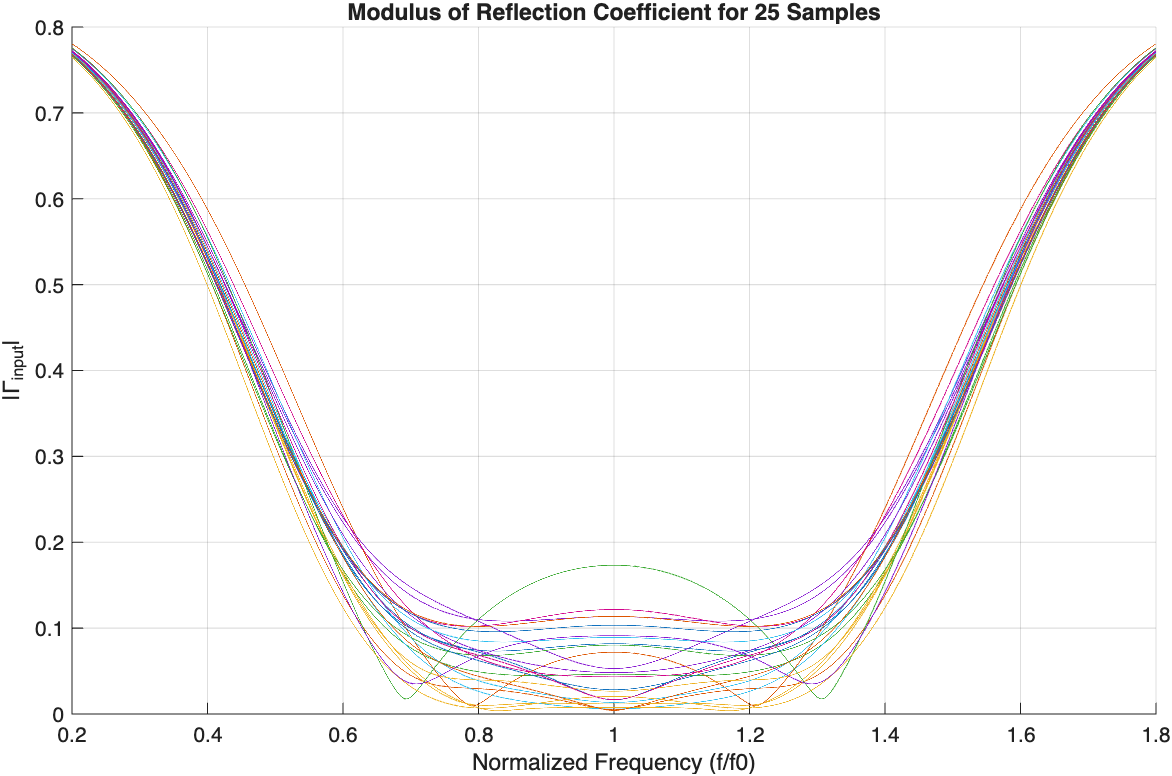 Modulus of Reflection Coefficient for 25 Samples
0.8
0.7
0.6
0.5
0.4
0.3
0.2
0.1
0
|Γinput|
0.2 0.4 0.6 0.8 1 1.2 1.4 1.6 1.8
Normalized Frequency (f/f0)